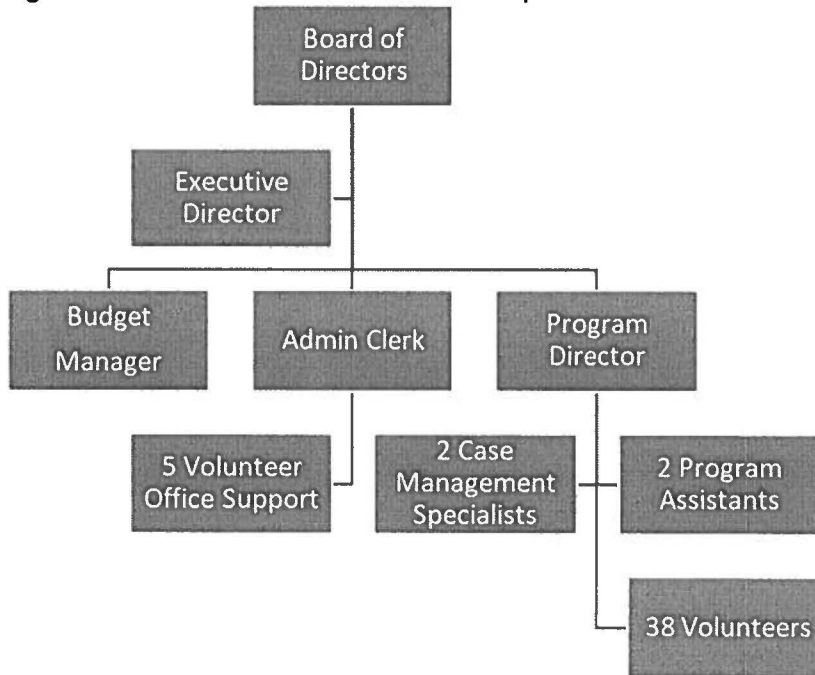 Board of
Directors
Executive
Director
Budget
Manager
Admin Clerk
Program
Director
5 Volunteer
Office Support
2 Case
Management
Specialists
2 Program
Assistants
38 Volunteers